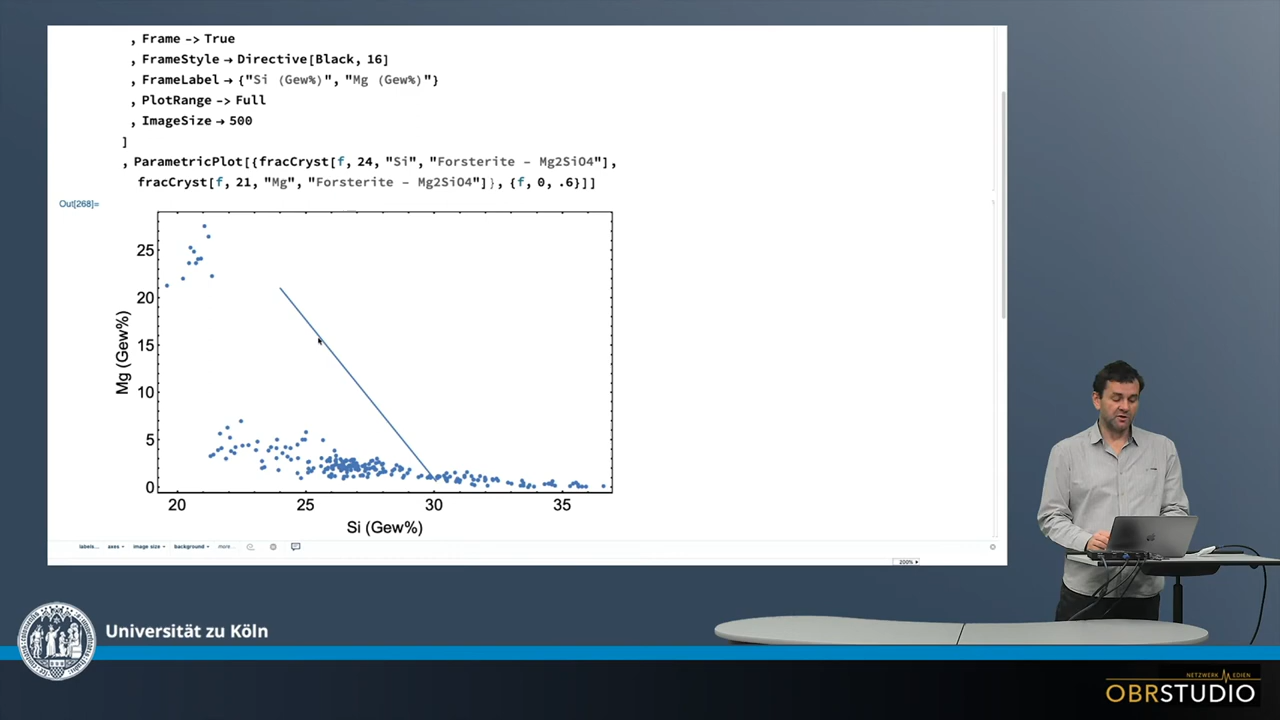 , Frame -> True
, FrameStyle → Directive[Black, 16]
, FrameLabel → {"Si (Gew%)", "Mg (Gew%)"}
, PlotRange -> Full
, ImageSize → 500
]
, ParametricPlot[{fracCryst[f, 24, "Si", "Forsterite - Mg2SiO4"],
fracCryst[f, 21, "Mg", "Forsterite - Mg2SiO4"]}, {f, 0, .6}]]
Out[268]=
25
20
15
10
5
0
Mg (Gew%)
20 25 30 35
Si (Gew%)
labels... axes image size background more...
200%
Universität zu Köln
NETZWERK MEDIEN
OBRSTUDIO